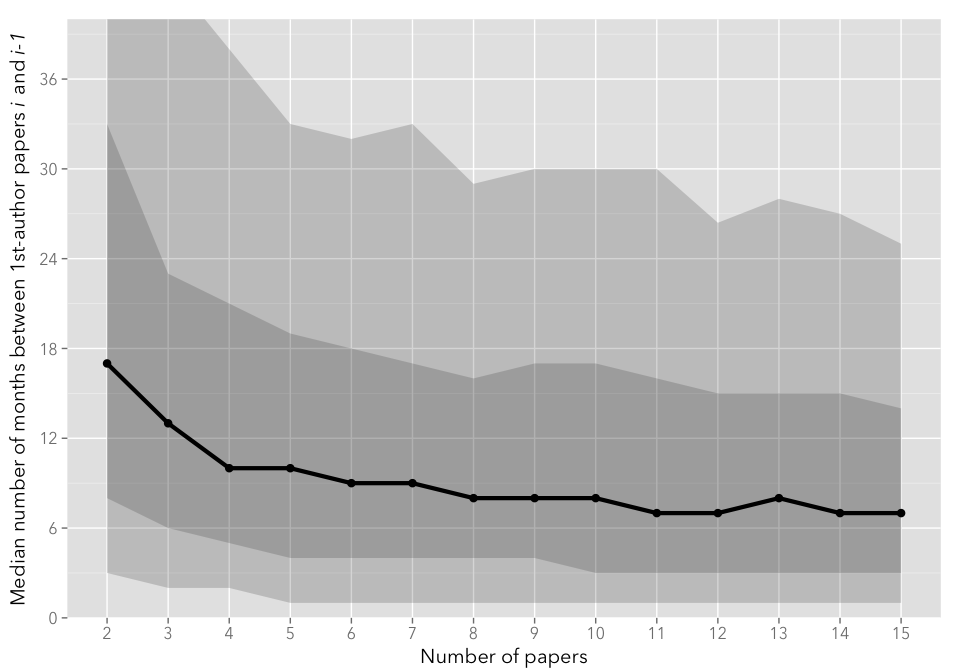 Median number of months between 1st-author papers i and i-1
36
30
24
18
12
6
0
2 3 4 5 6 7 8 9 10 11 12 13 14 15
Number of papers